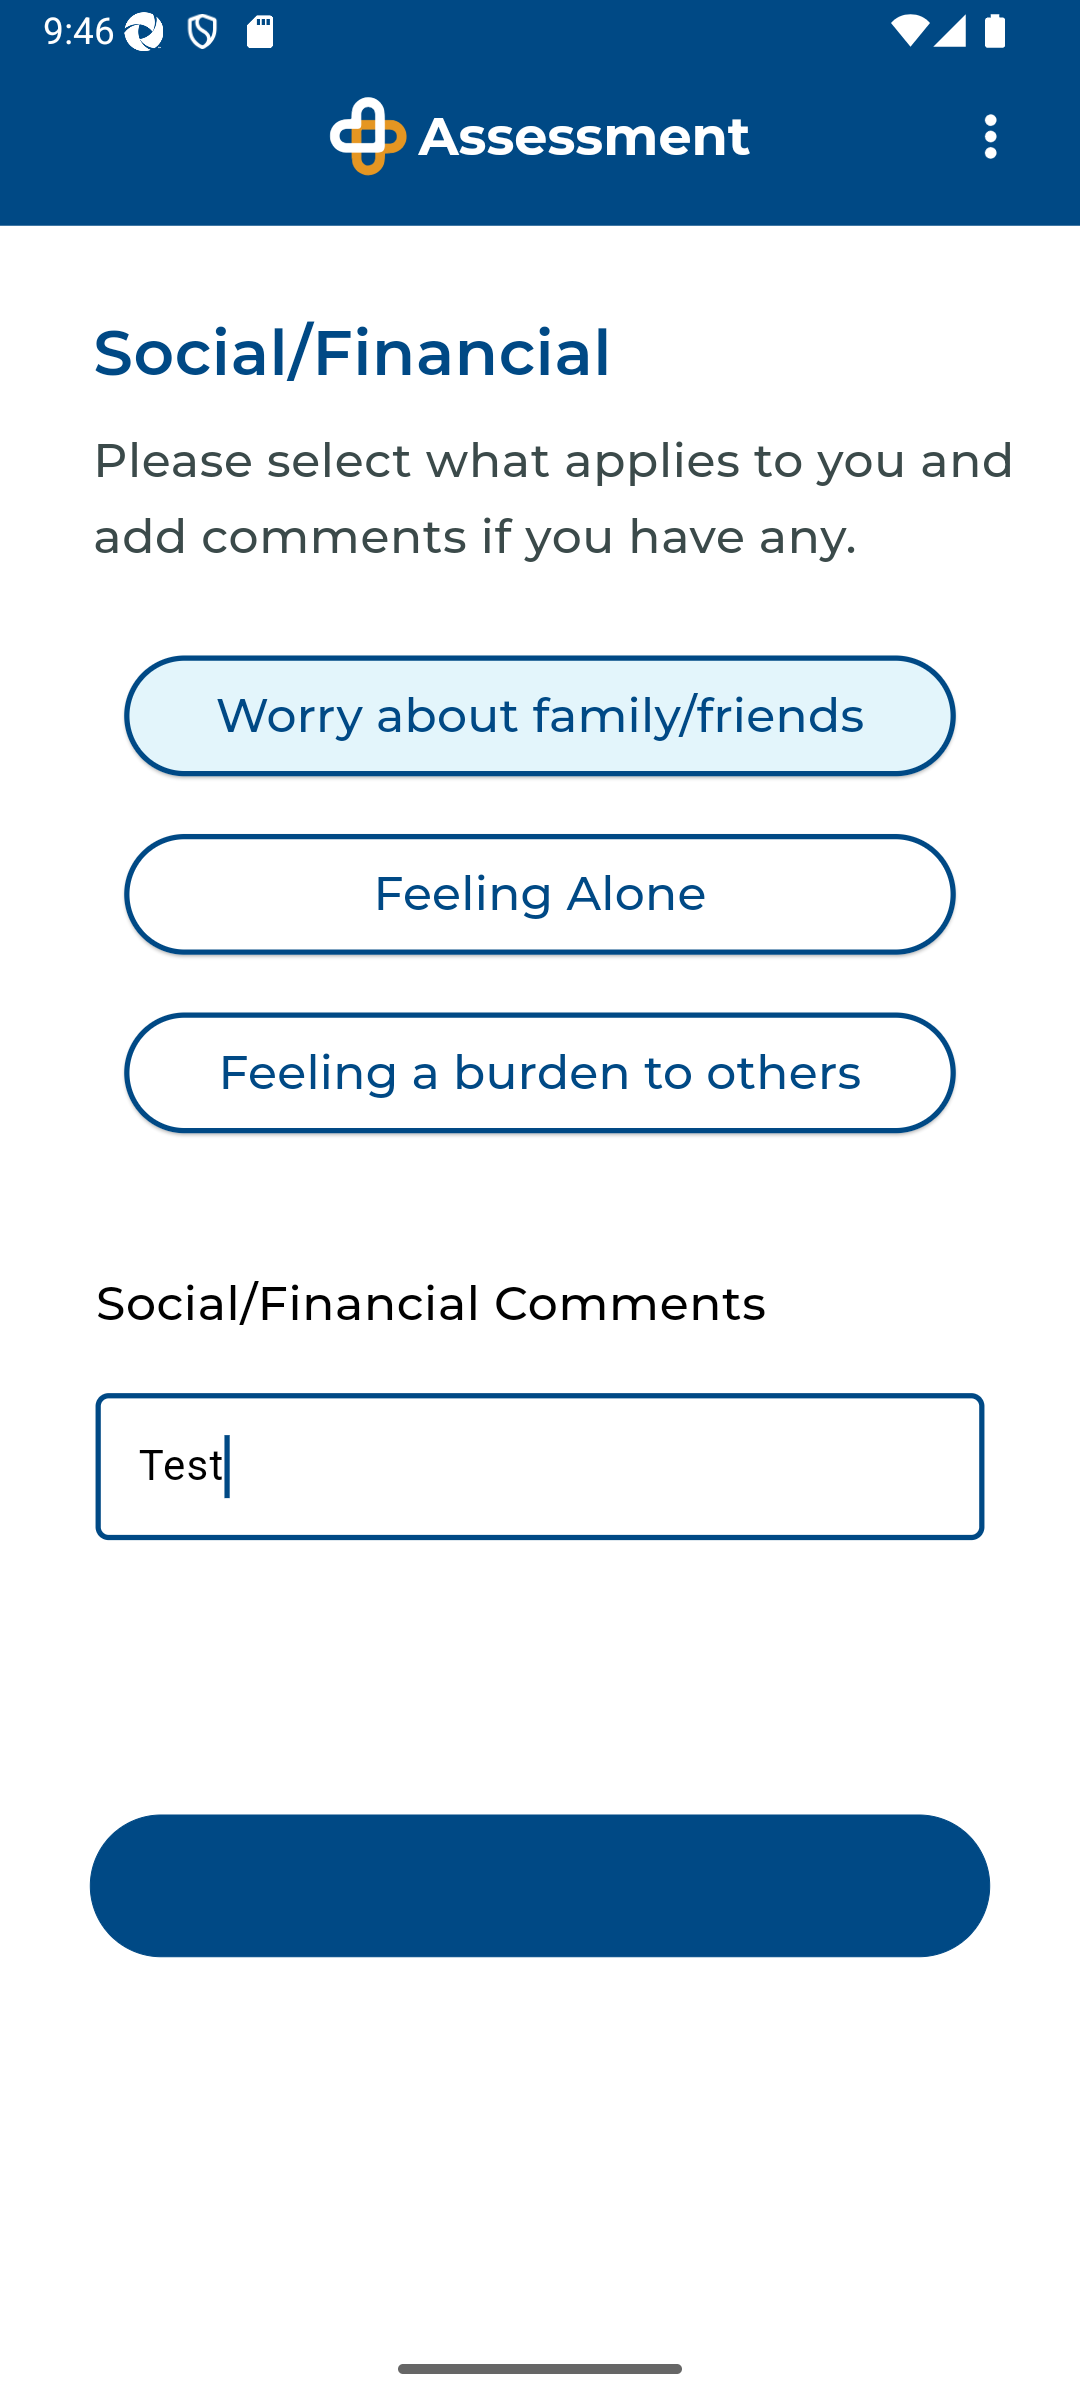 9:46
Assessment
Social/Financial
Please select what applies to you and
add comments if you have any.
Worry about family/friends
Feeling Alone
Feeling a burden to others
Social/Financial Comments
Test